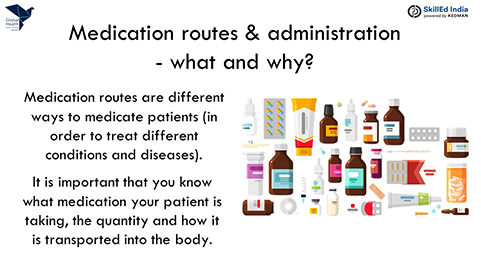 Global
Health
SkillEd India
powered by KEDMAN
Medication routes & administration
- what and why?
Medication routes are different
ways to medicate patients (in
order to treat different
conditions and diseases).
It is important that you know
what medication your patient is
taking, the quantity and how it
is transported into the body.